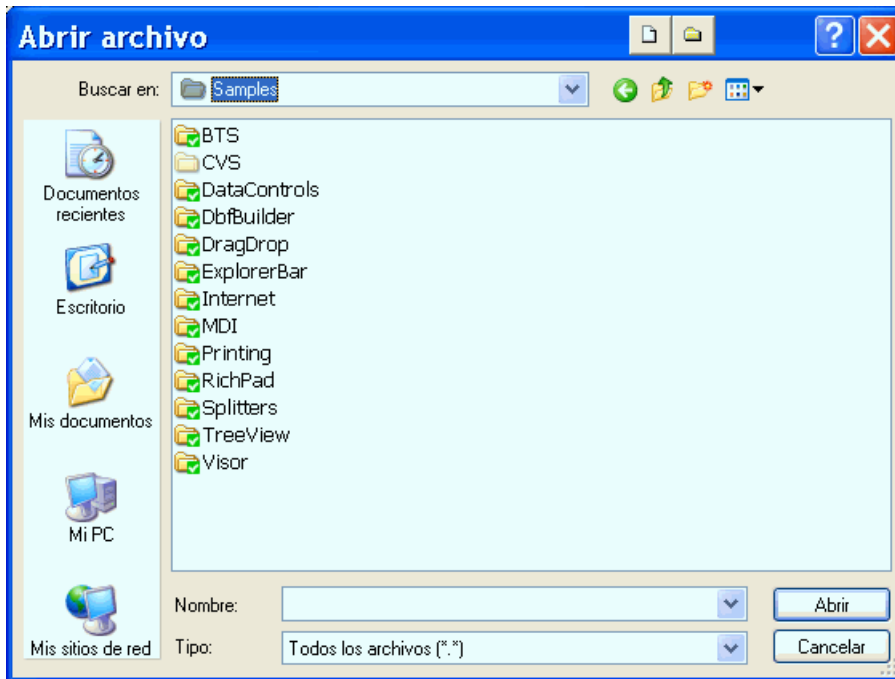 Abrir archivo
Buscar en: Samples
Documentos recientes
Escritorio
Mis documentos
Mi PC
Mis sitios de red
BTS
CVS
DataControls
DbfBuilder
DragDrop
ExplorerBar
Internet
MDI
Printing
RichPad
Splitters
TreeView
Visor
Nombre:
Abrir
Tipo: Todos los archivos (*.*)
Cancelar